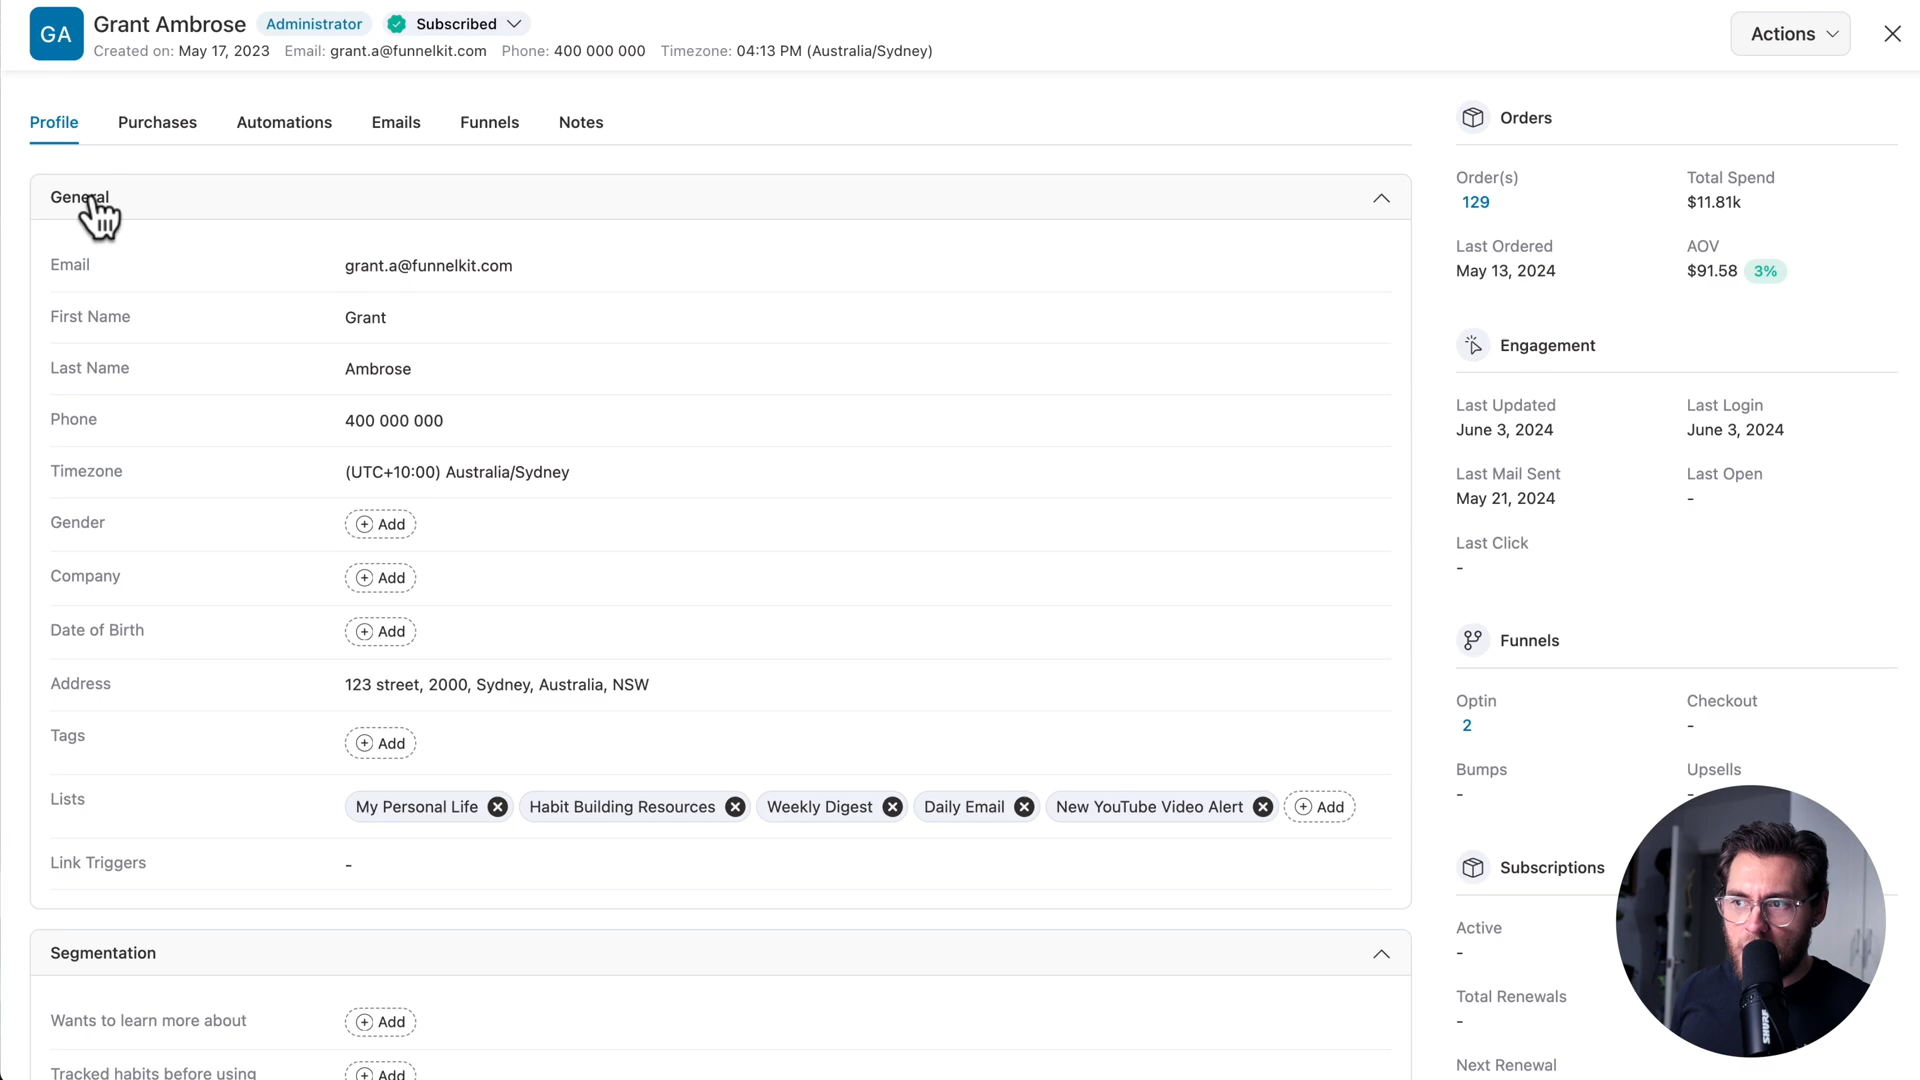 GA
Grant Ambrose Administrator Subscribed
Actions
Created on: May 17, 2023 Email: grant.a@funnelkit.com Phone: 400 000 000 Timezone: 04:13 PM (Australia/Sydney)
Profile Purchases Automations Emails Funnels Notes
General
Email grant.a@funnelkit.com
First Name Grant
Last Name Ambrose
Phone 400 000 000
Timezone (UTC+10:00) Australia/Sydney
Gender Add
Company Add
Date of Birth Add
Address 123 street, 2000, Sydney, Australia, NSW
Tags Add
Lists My Personal Life Habit Building Resources Weekly Digest Daily Email New YouTube Video Alert Add
Link Triggers -
Segmentation
Wants to learn more about Add
Tracked habits before using Add
Orders
Order(s) Total Spend
129 $11.81k
Last Ordered AOV
May 13, 2024 $91.58 3%
Engagement
Last Updated Last Login
June 3, 2024 June 3, 2024
Last Mail Sent Last Open
May 21, 2024 -
Last Click
-
Funnels
Optin Checkout
2 -
Bumps Upsells
- -
Subscriptions
Active
-
Total Renewals
-
Next Renewal
SHURE